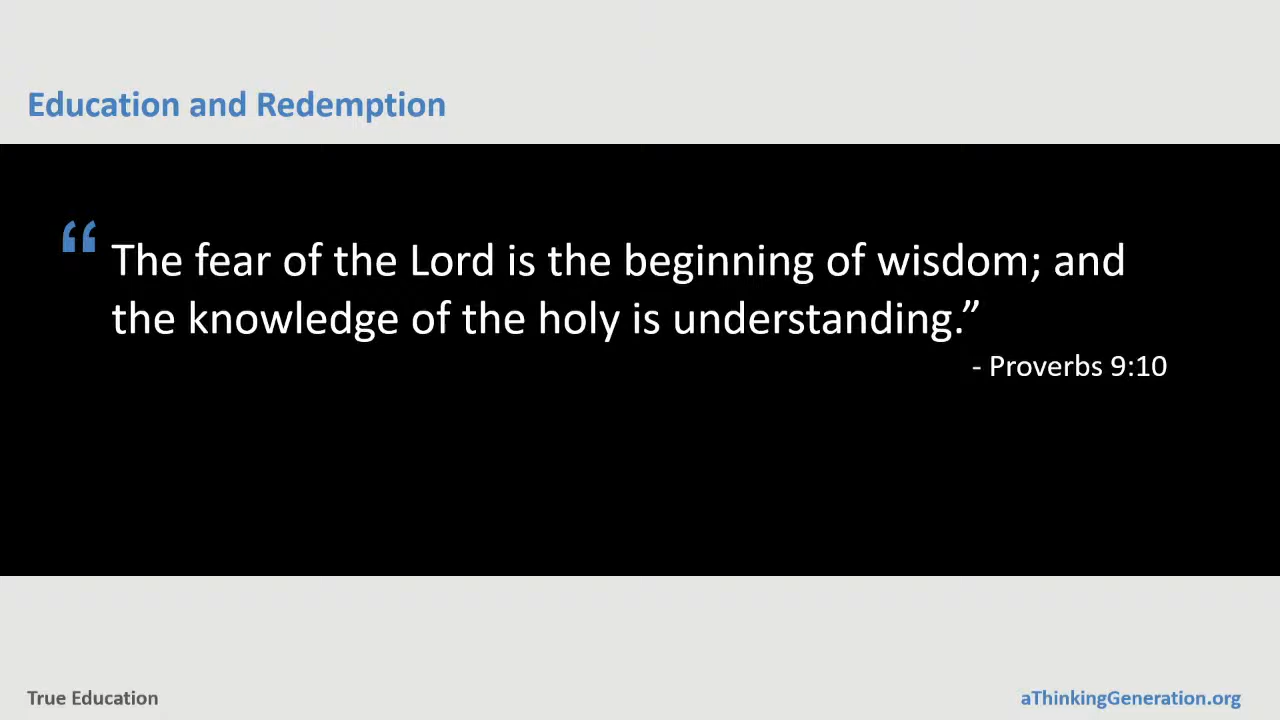 Education and Redemption
“The fear of the Lord is the beginning of wisdom; and
the knowledge of the holy is understanding.”
- Proverbs 9:10
True Education
aThinkingGeneration.org